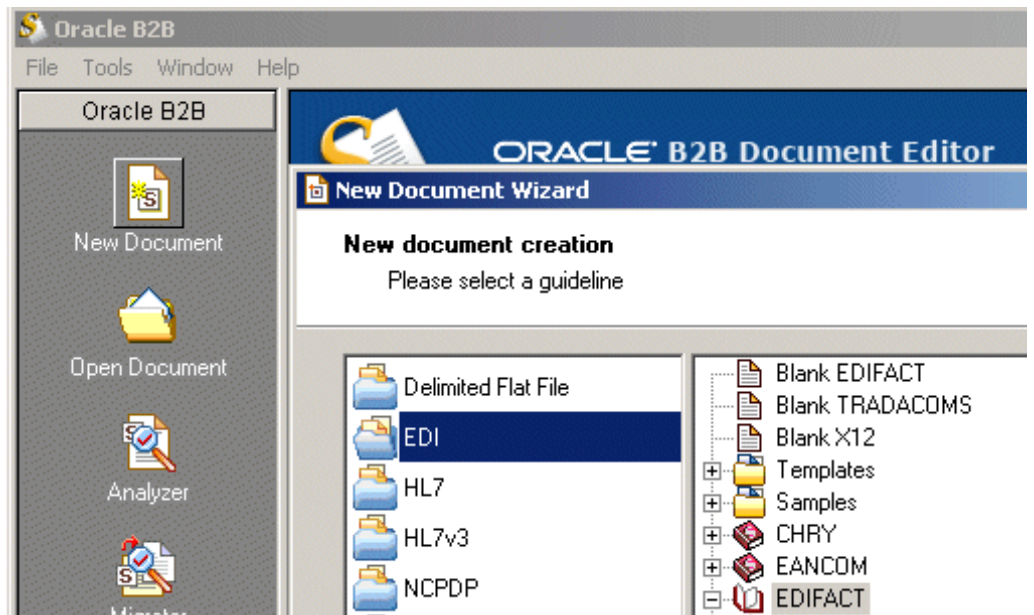 Oracle B2B
File Tools Window Help
Oracle B2B
ORACLE B2B Document Editor
New Document Wizard
New document creation
Please select a guideline
New Document
Open Document
Analyzer
Migrator
Delimited Flat File
EDI
HL7
HL7v3
NCPDP
Blank EDIFACT
Blank TRADACOMS
Blank X12
Templates
Samples
CHRY
EANCOM
EDIFACT